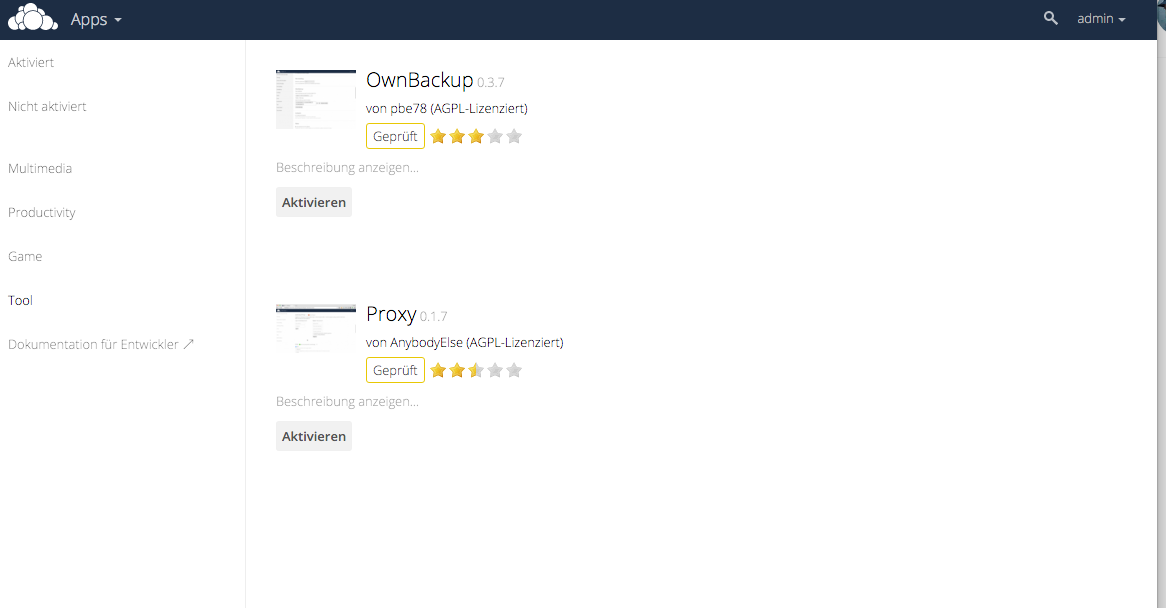 Apps
admin
Aktiviert
Nicht aktiviert
Multimedia
Productivity
Game
Tool
Dokumentation für Entwickler ↗
OwnBackup 0.3.7
von pbe78 (AGPL-Lizenziert)
Geprüft
Beschreibung anzeigen...
Aktivieren
Proxy 0.1.7
von AnybodyElse (AGPL-Lizenziert)
Geprüft
Beschreibung anzeigen...
Aktivieren